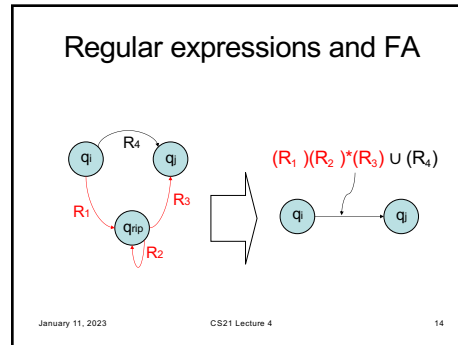 Regular expressions and FA
R4
qi
qj
R1
R3
qrip
R2
(R1 )(R2 )*(R3) ∪ (R4)
qi
qj
January 11, 2023
CS21 Lecture 4
14